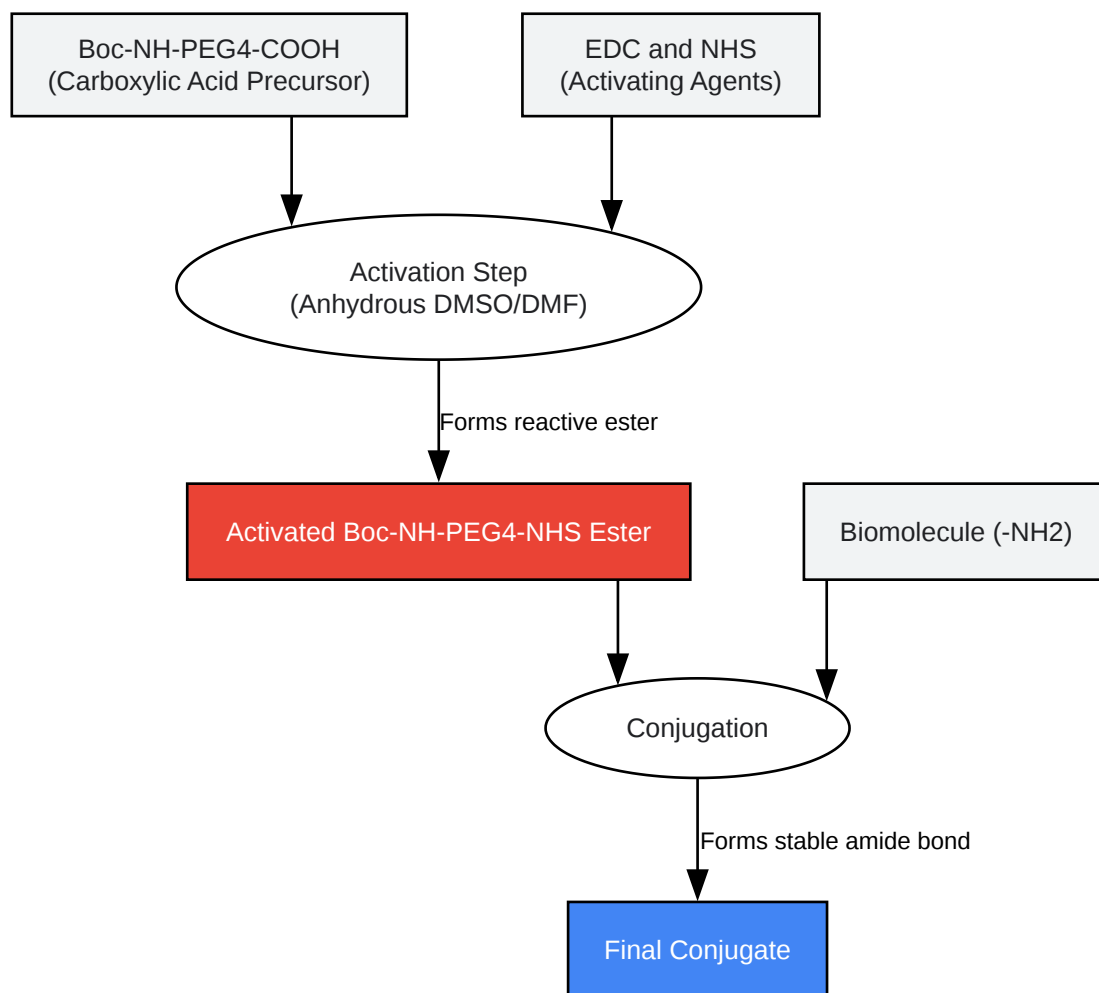 Boc-NH-PEG4-COOH
(Carboxylic Acid Precursor)
EDC and NHS
(Activating Agents)
Activation Step
(Anhydrous DMSO/DMF)
Forms reactive ester
Activated Boc-NH-PEG4-NHS Ester
Biomolecule (-NH2)
Conjugation
Forms stable amide bond
Final Conjugate